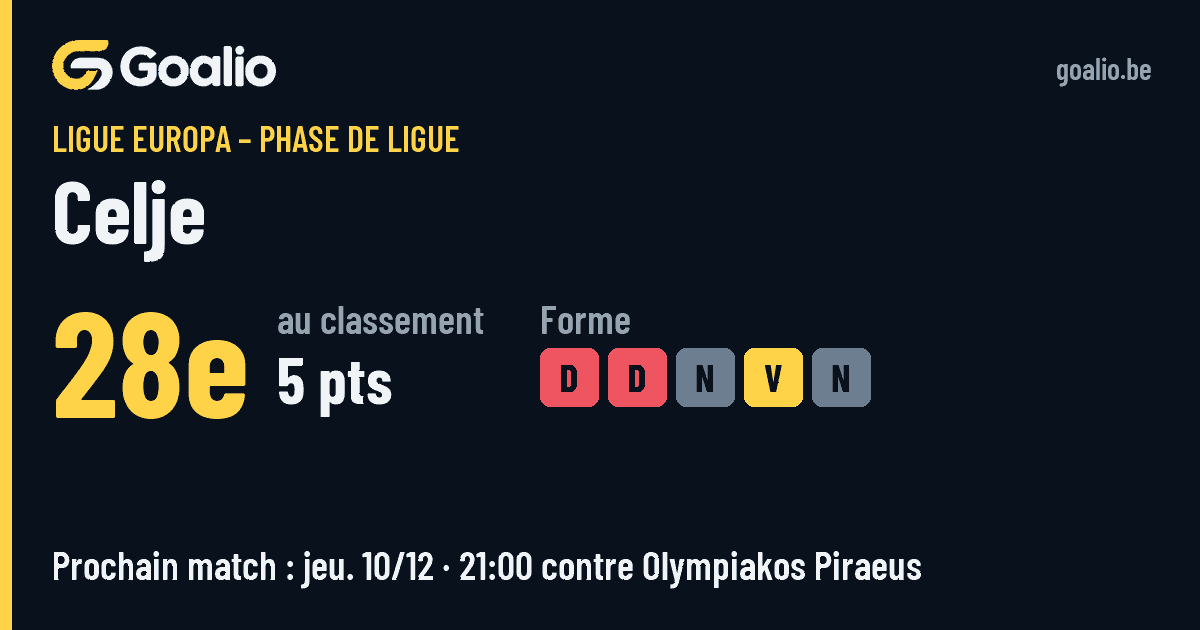 Goalio
goalio.be
LIGUE EUROPA – PHASE DE LIGUE
Celje
28e
au classement
5 pts
Forme
D D N V N
Prochain match : jeu. 10/12 · 21:00 contre Olympiakos Piraeus